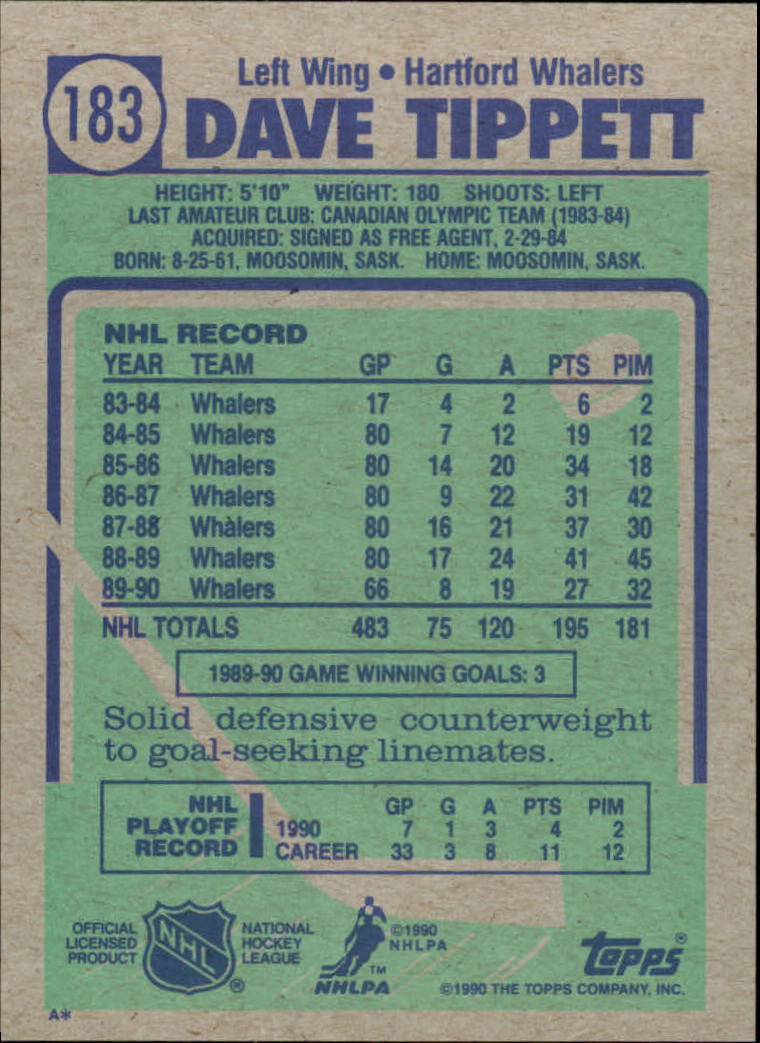 183
Left Wing • Hartford Whalers
DAVE TIPPETT
HEIGHT: 5'10" WEIGHT: 180 SHOOTS: LEFT
LAST AMATEUR CLUB: CANADIAN OLYMPIC TEAM (1983-84)
ACQUIRED: SIGNED AS FREE AGENT, 2-29-84
BORN: 8-25-61, MOOSOMIN, SASK. HOME: MOOSOMIN, SASK.
NHL RECORD
YEAR TEAM GP G A PTS PIM
83-84 Whalers 17 4 2 6 2
84-85 Whalers 80 7 12 19 12
85-86 Whalers 80 14 20 34 18
86-87 Whalers 80 9 22 31 42
87-88 Whalers 80 16 21 37 30
88-89 Whalers 80 17 24 41 45
89-90 Whalers 66 8 19 27 32
NHL TOTALS 483 75 120 195 181
1989-90 GAME WINNING GOALS: 3
Solid defensive counterweight
to goal-seeking linemates.
NHL PLAYOFF RECORD
GP G A PTS PIM
1990 7 1 3 4 2
CAREER 33 3 8 11 12
OFFICIAL
LICENSED
PRODUCT
NHL
®
NATIONAL
HOCKEY
LEAGUE
TM
NHLPA
©1990
NHLPA
topps®
©1990 THE TOPPS COMPANY, INC.
A*